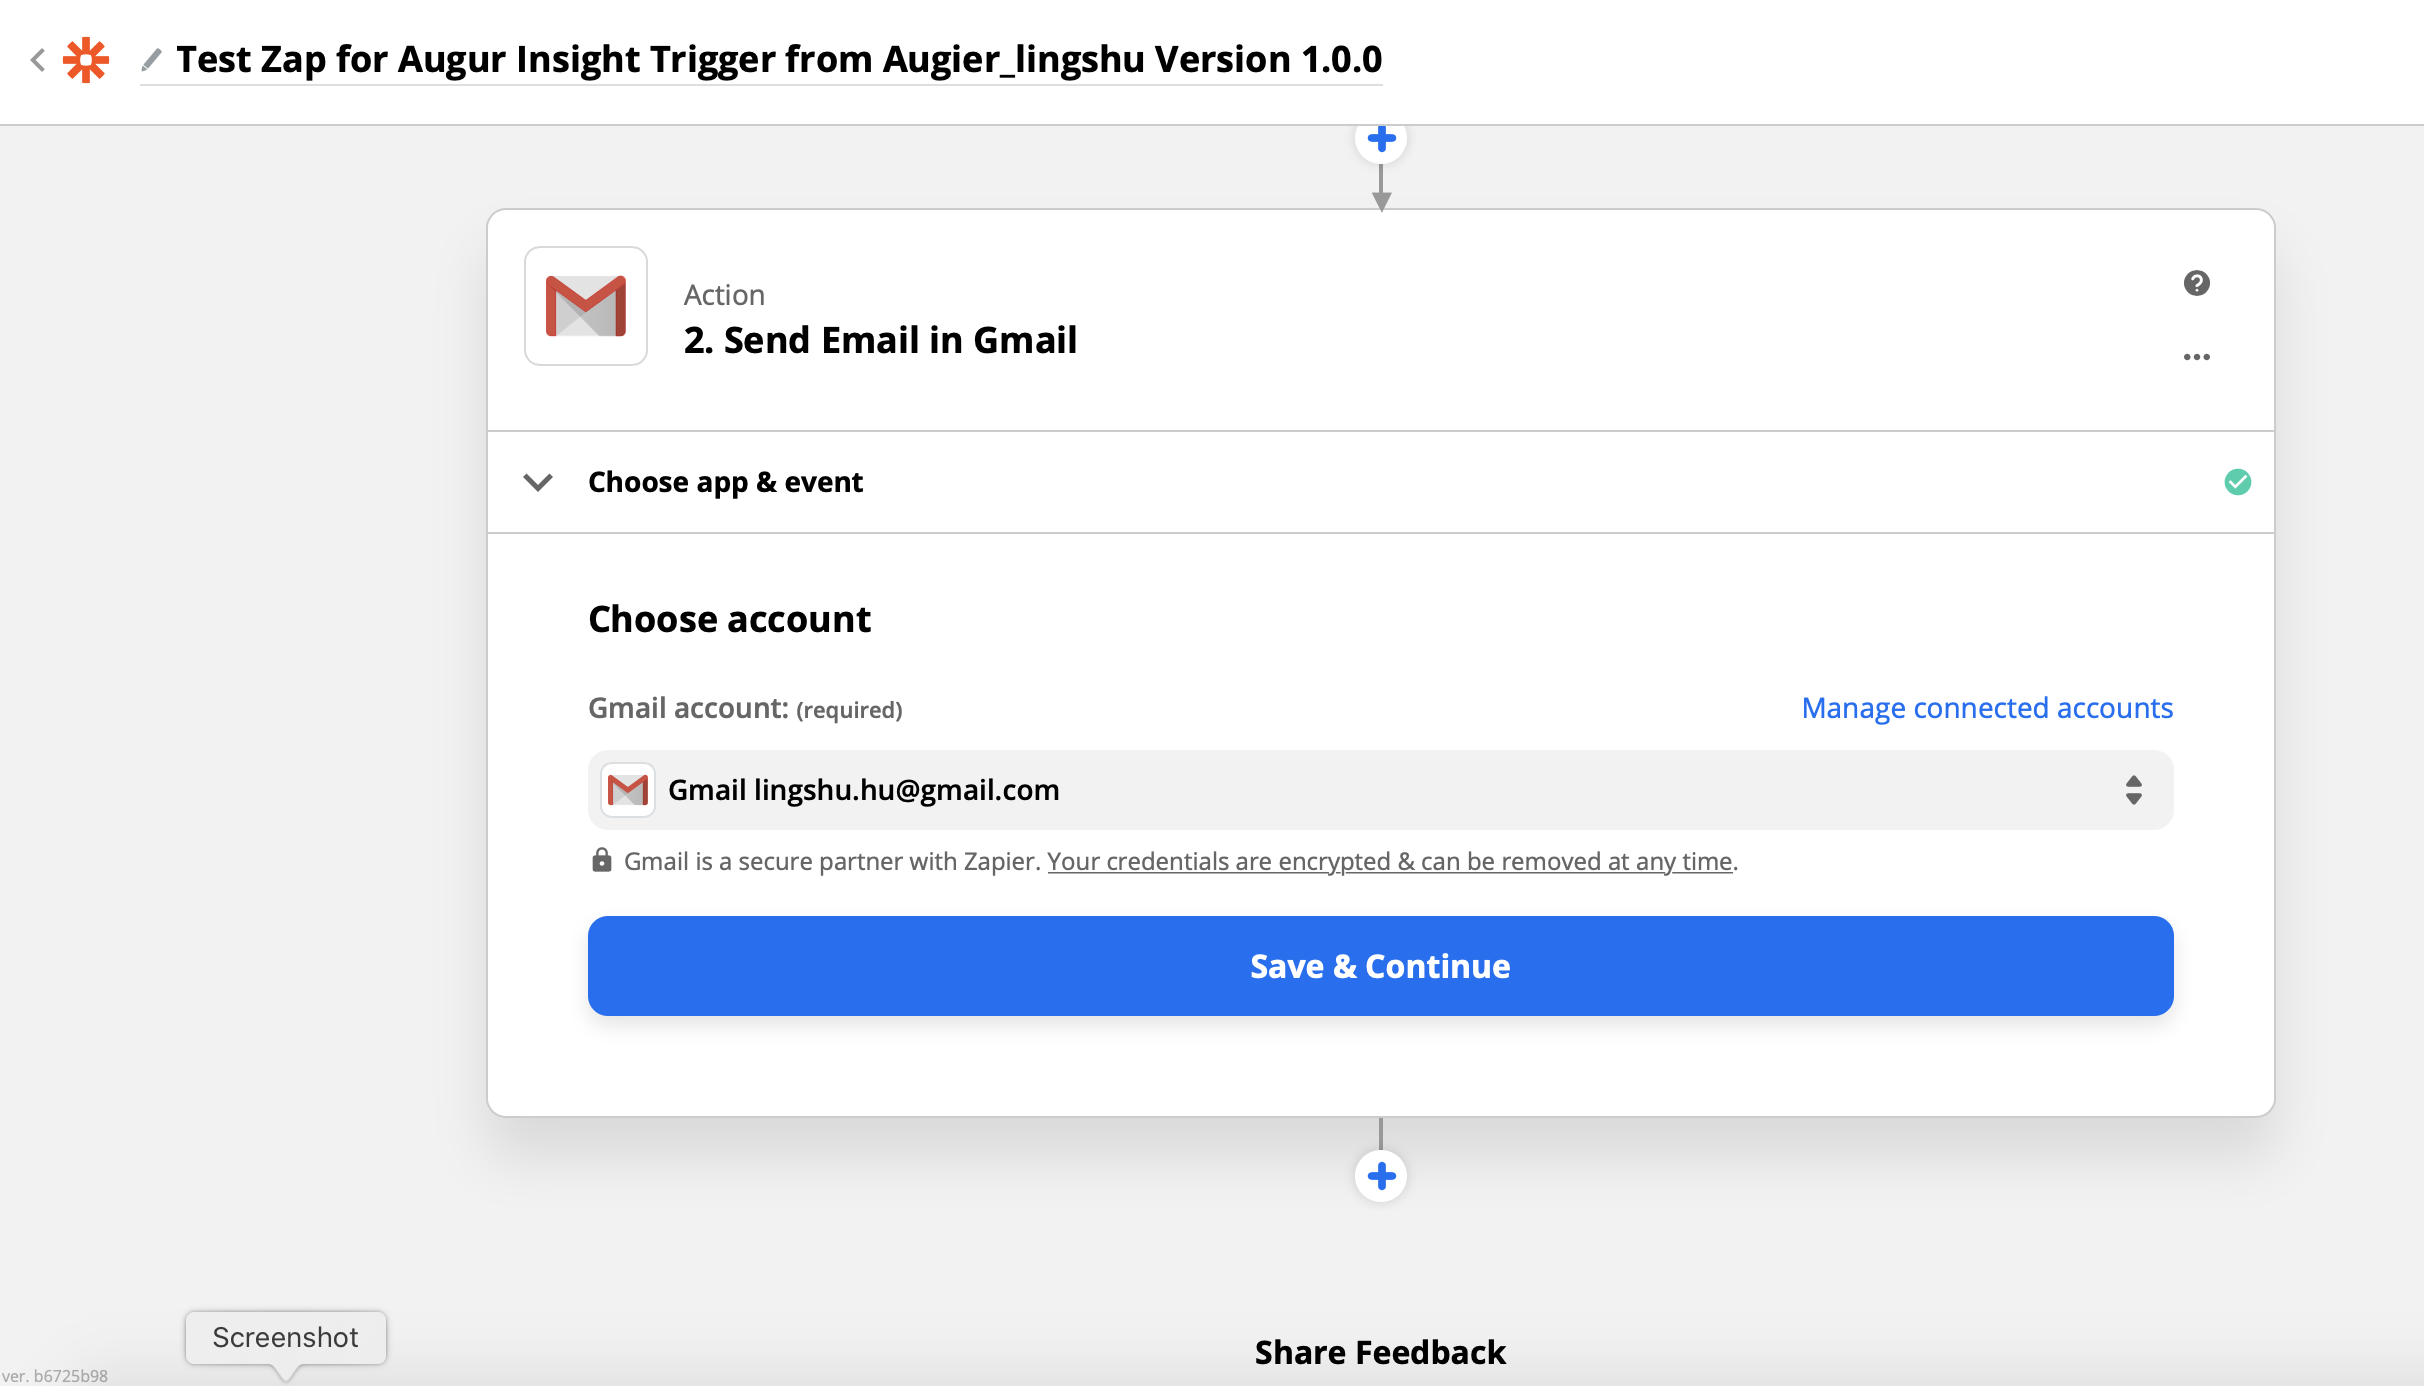 Test Zap for Augur Insight Trigger from Augier_lingshu Version 1.0.0
Action
2. Send Email in Gmail
Choose app & event
Choose account
Gmail account: (required)
Manage connected accounts
Gmail lingshu.hu@gmail.com
Gmail is a secure partner with Zapier. Your credentials are encrypted & can be removed at any time.
Save & Continue
Screenshot
Share Feedback
ver. b6725b98